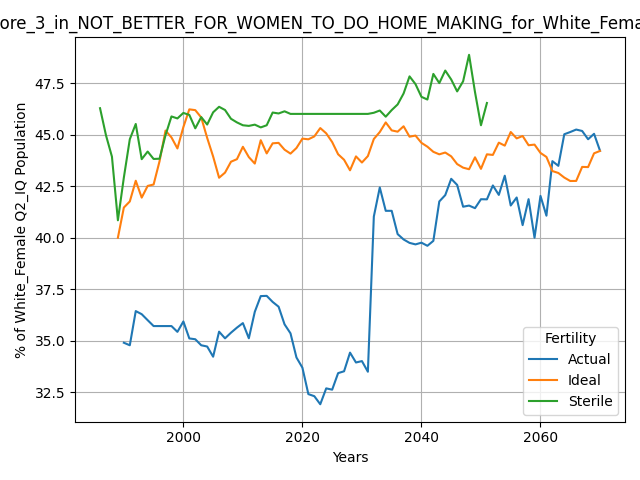 ore_3_in_NOT_BETTER_FOR_WOMEN_TO_DO_HOME_MAKING_for_White_Fema
% of White_Female Q2_IQ Population
47.5
45.0
42.5
40.0
37.5
35.0
32.5
2000
2020
2040
2060
Years
Fertility
Actual
Ideal
Sterile